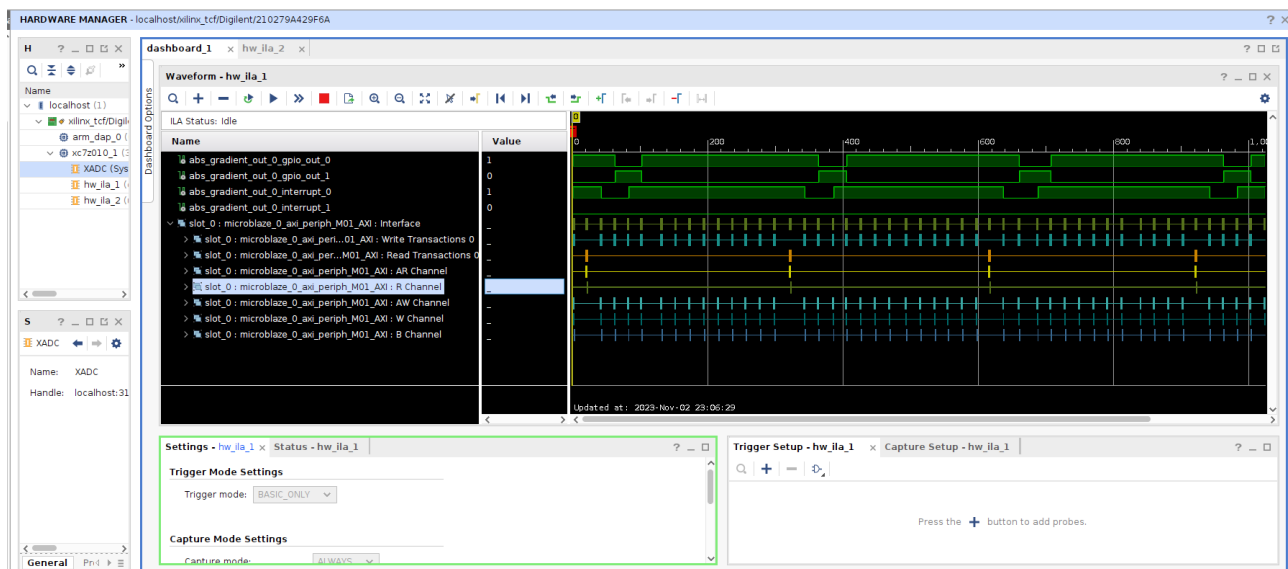 HARDWARE MANAGER - localhost/xilinx_tcf/Digilent/210279A429F6A
H
Name
localhost (1)
xilinx_tcf/Digile
arm_dap_0 (
xc7z010_1 (3
XADC (Sys
hw_ila_1 (
hw_ila_2 (
S
XADC
Name: XADC
Handle: localhost:31
General
dashboard_1 hw_ila_2
Dashboard Options
Waveform - hw_ila_1
ILA Status: Idle
Name Value
abs_gradient_out_0_gpio_out_0 1
abs_gradient_out_0_gpio_out_1 0
abs_gradient_out_0_interrupt_0 1
abs_gradient_out_0_interrupt_1 0
slot_0 : microblaze_0_axi_periph_M01_AXI : Interface _
slot_0 : microblaze_0_axi_peri...01_AXI : Write Transactions 0 _
slot_0 : microblaze_0_axi_per...M01_AXI : Read Transactions 0 _
slot_0 : microblaze_0_axi_periph_M01_AXI : AR Channel _
slot_0 : microblaze_0_axi_periph_M01_AXI : R Channel _
slot_0 : microblaze_0_axi_periph_M01_AXI : AW Channel _
slot_0 : microblaze_0_axi_periph_M01_AXI : W Channel _
slot_0 : microblaze_0_axi_periph_M01_AXI : B Channel _
0
0 200 400 600 800 1,00
Updated at: 2023-Nov-02 23:06:29
Settings - hw_ila_1 Status - hw_ila_1
Trigger Mode Settings
Trigger mode: BASIC_ONLY
Capture Mode Settings
Capture mode: ALWAYS
Trigger Setup - hw_ila_1 Capture Setup - hw_ila_1
Press the + button to add probes.